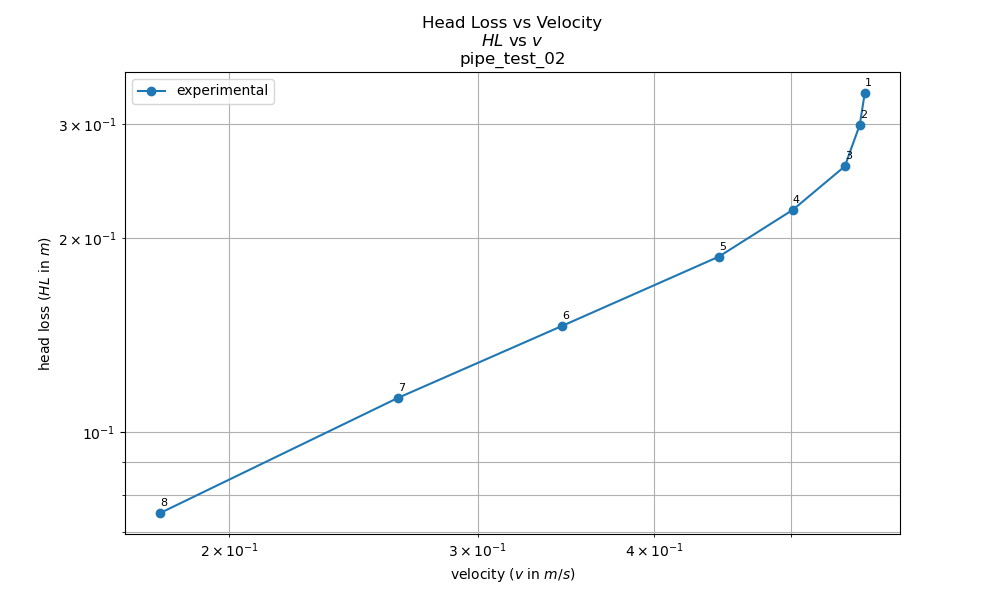 Head Loss vs Velocity
HL vs v
pipe_test_02
experimental
1
2
3
4
5
6
7
8
3 × 10⁻¹
2 × 10⁻¹
10⁻¹
head loss (HL in m)
2 × 10⁻¹
3 × 10⁻¹
4 × 10⁻¹
velocity (v in m/s)